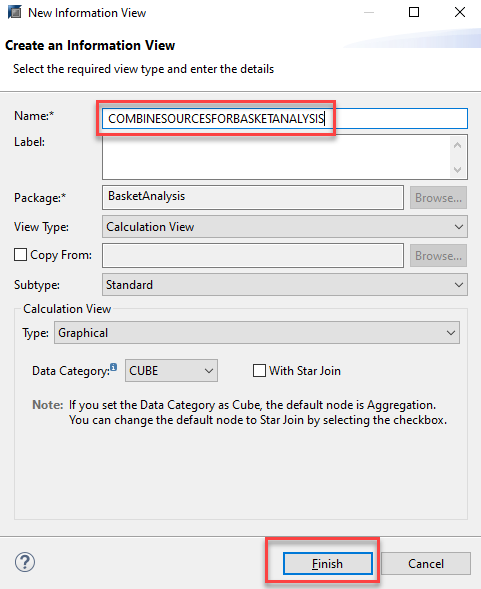 New Information View
Create an Information View
Select the required view type and enter the details
Name:* COMBINESOURCESFORBASKETANALYSIS
Label:
Package:* BasketAnalysis Browse...
View Type: Calculation View
Copy From: Browse...
Subtype: Standard
Calculation View
Type: Graphical
Data Category: CUBE With Star Join
Note: If you set the Data Category as Cube, the default node is Aggregation.
You can change the default node to Star Join by selecting the checkbox.
? Finish Cancel